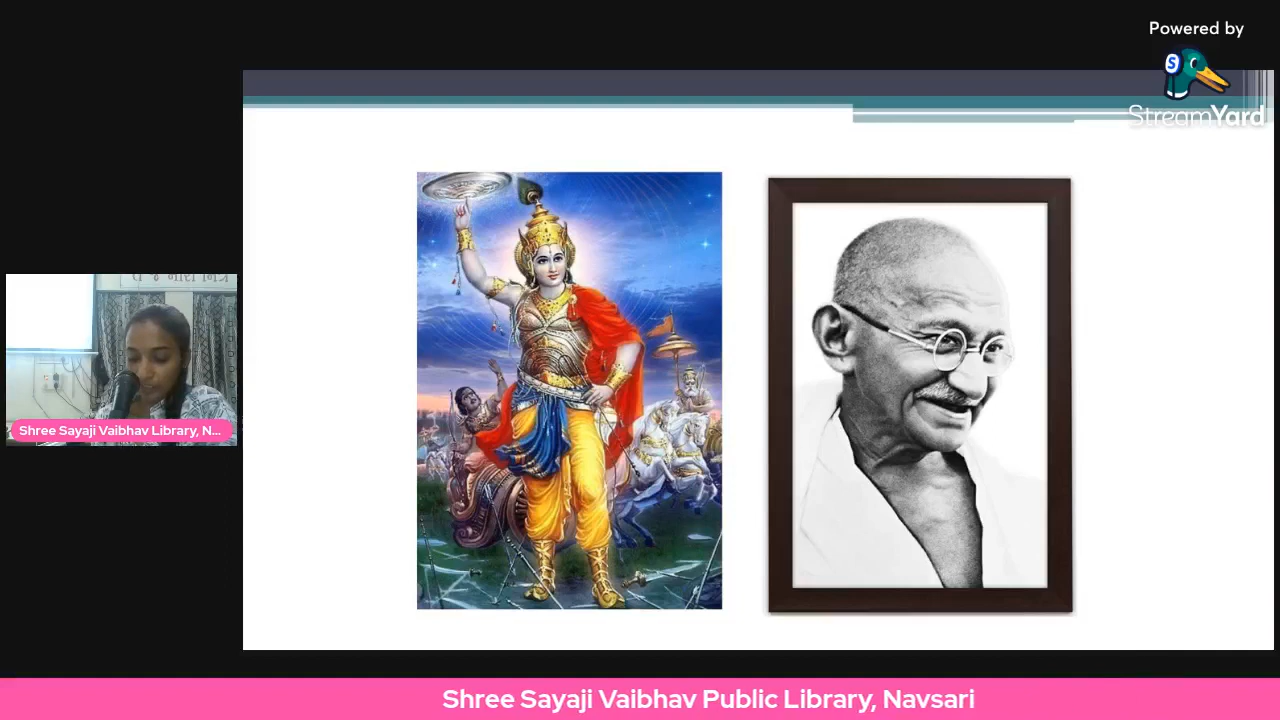 Powered by
S
StreamYard
Shree Sayaji Vaibhav Library, N...
Shree Sayaji Vaibhav Public Library, Navsari